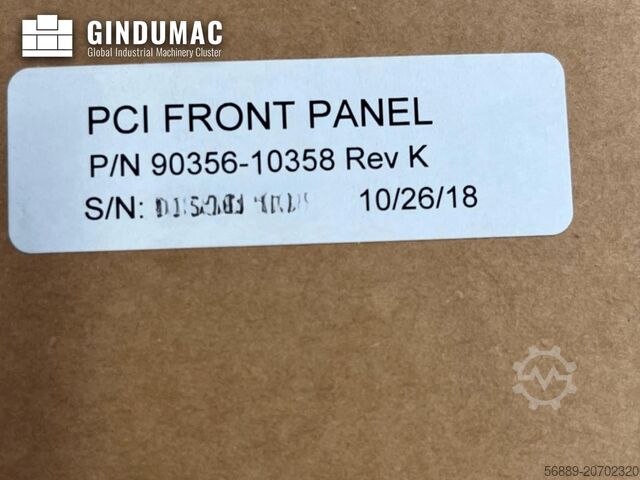 GINDUMAC
Global Industrial Machinery Cluster
PCI FRONT PANEL
P/N 90356-10358 Rev K
S/N: 10/26/18
56889-20702320